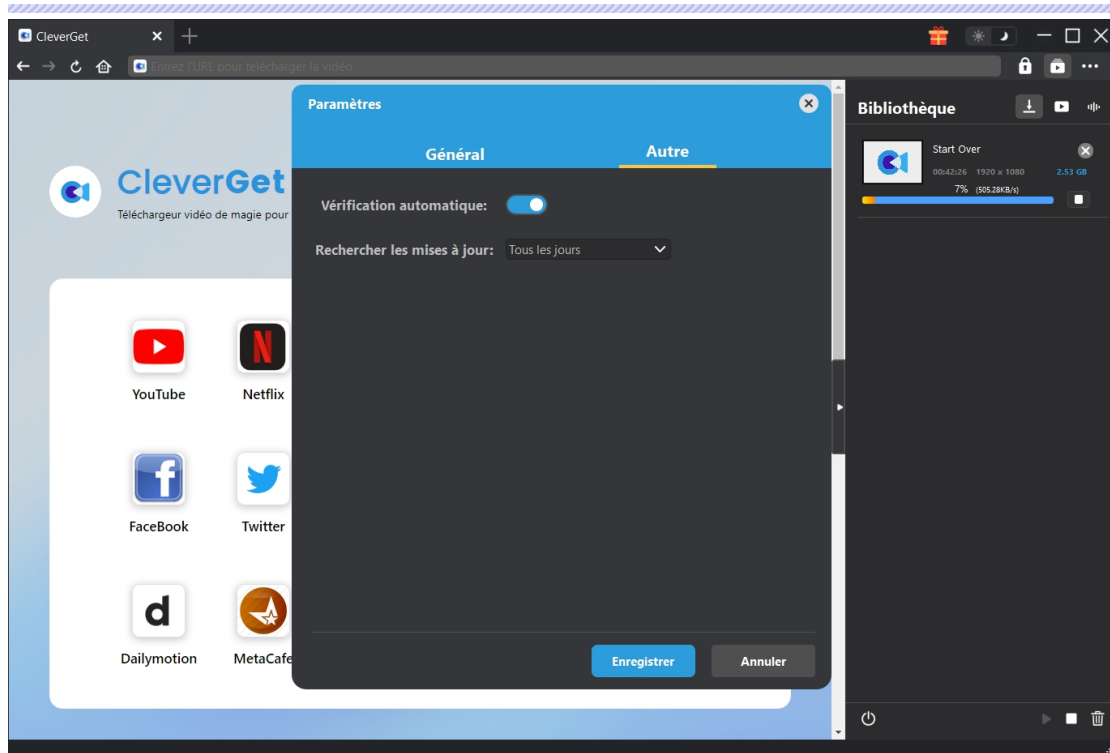 CleverGet
Entrez l'URL pour télécharger la vidéo
Paramètres
Général
Autre
Vérification automatique:
Rechercher les mises à jour:
Tous les jours
Enregistrer
Annuler
CleverGet
Téléchargeur vidéo de magie pour
YouTube
Netflix
FaceBook
Twitter
Dailymotion
MetaCafe
Bibliothèque
Start Over
00:42:26 1920 x 1080 2.53 GB
7% (505.28KB/s)